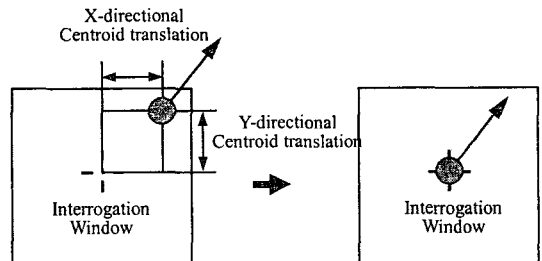 X-directional
Centroid translation
Y-directional
Centroid translation
Interrogation
Window
Interrogation
Window